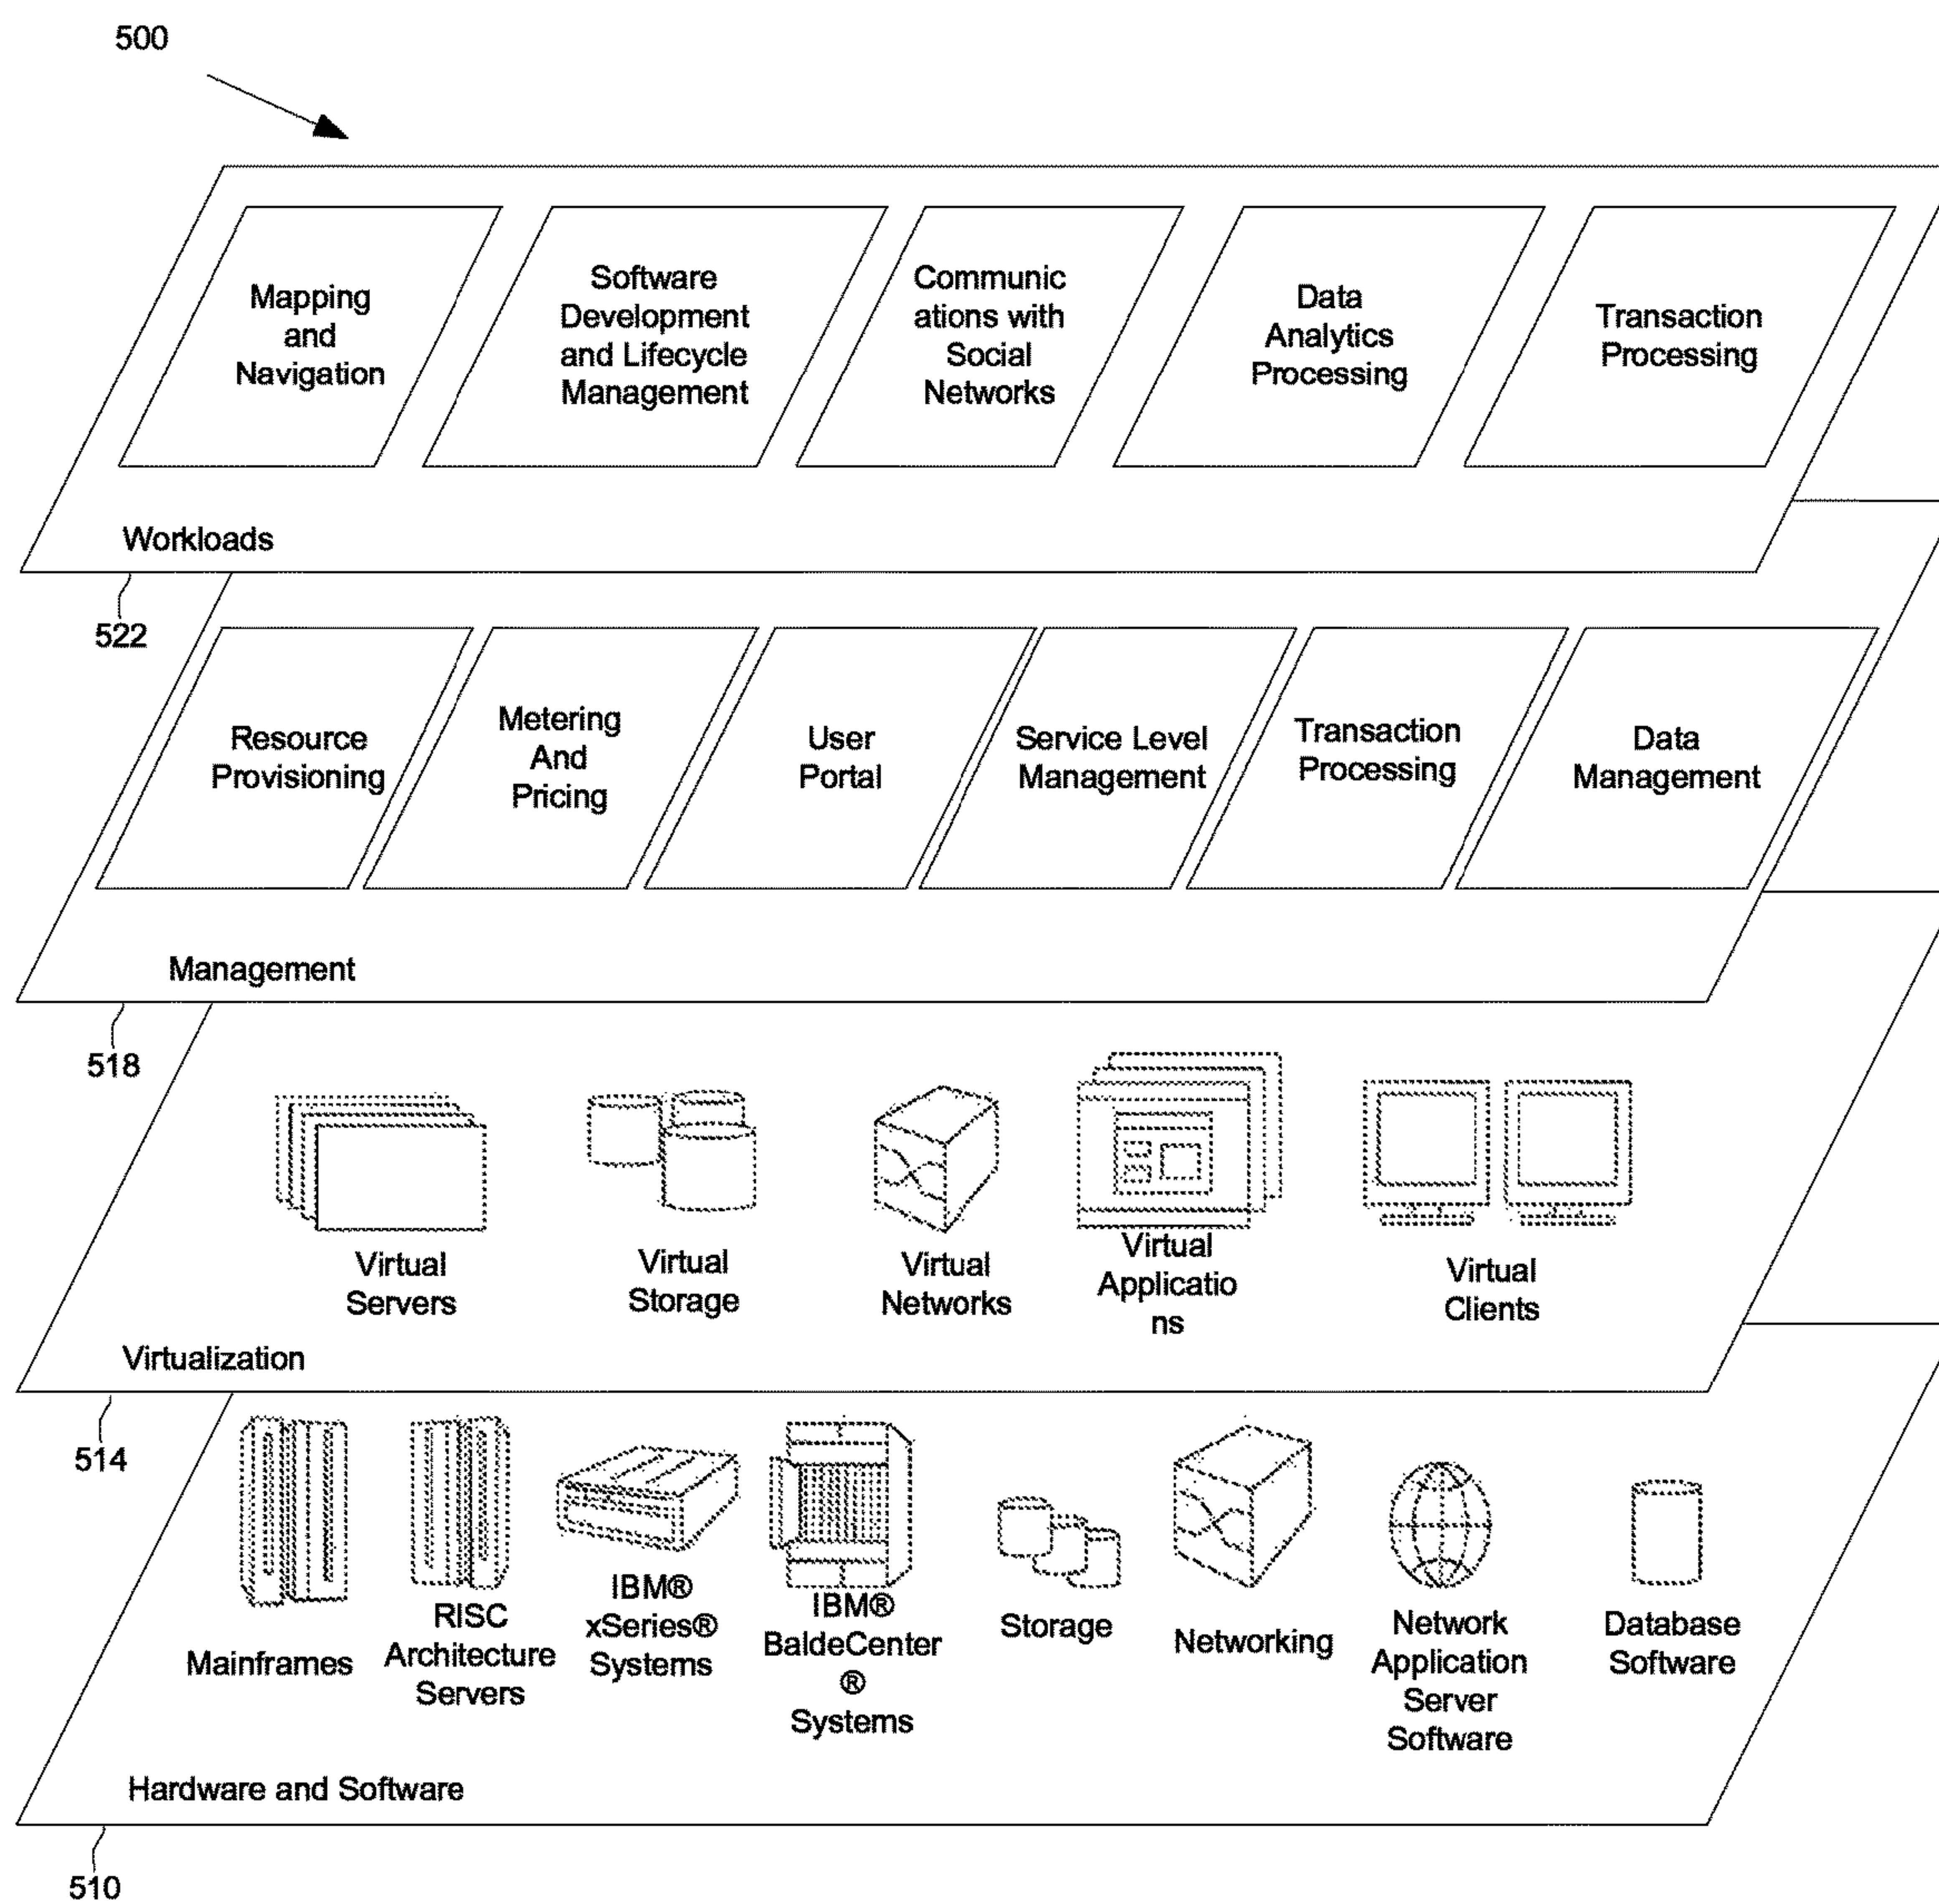 500
Mapping
and
Navigation
Software
Development
and Lifecycle
Management
Communic
ations with
Social
Networks
Data
Analytics
Processing
Transaction
Processing
Workloads
522
Resource
Provisioning
Metering
And
Pricing
User
Portal
Service Level
Management
Transaction
Processing
Data
Management
Management
518
Virtual
Servers
Virtual
Storage
Virtual
Networks
Virtual
Applicatio
ns
Virtual
Clients
Virtualization
514
Mainframes
RISC
Architecture
Servers
IBM®
xSeries®
Systems
IBM®
BaldeCenter
®
Systems
Storage
Networking
Network
Application
Server
Software
Database
Software
Hardware and Software
510